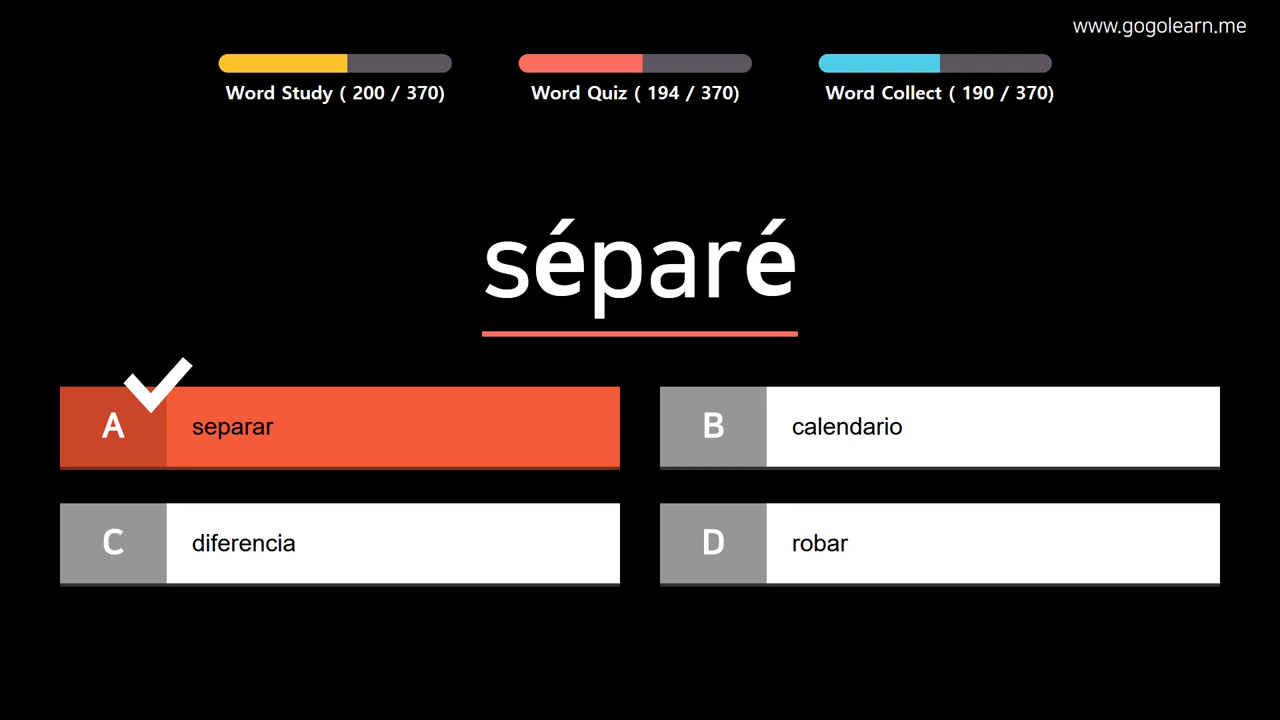 www.gogolearn.me
Word Study ( 200 / 370)
Word Quiz ( 194 / 370)
Word Collect ( 190 / 370)
séparé
A separar
B calendario
C diferencia
D robar